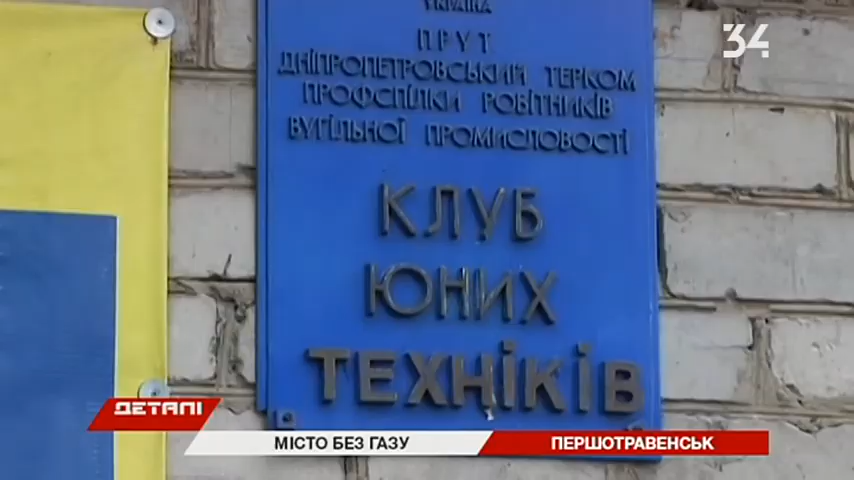 УКРАЇНА
34
ПРУТ
ДНІПРОПЕТРОВСЬКИЙ ТЕРКОМ
ПРОФСПІЛКИ РОБІТНИКІВ
ВУГІЛЬНОЇ ПРОМИСЛОВОСТІ
КЛУБ
ЮНИХ
ТЕХНІКІВ
ДЕТАЛІ
МІСТО БЕЗ ГАЗУ
ПЕРШОТРАВЕНСЬК